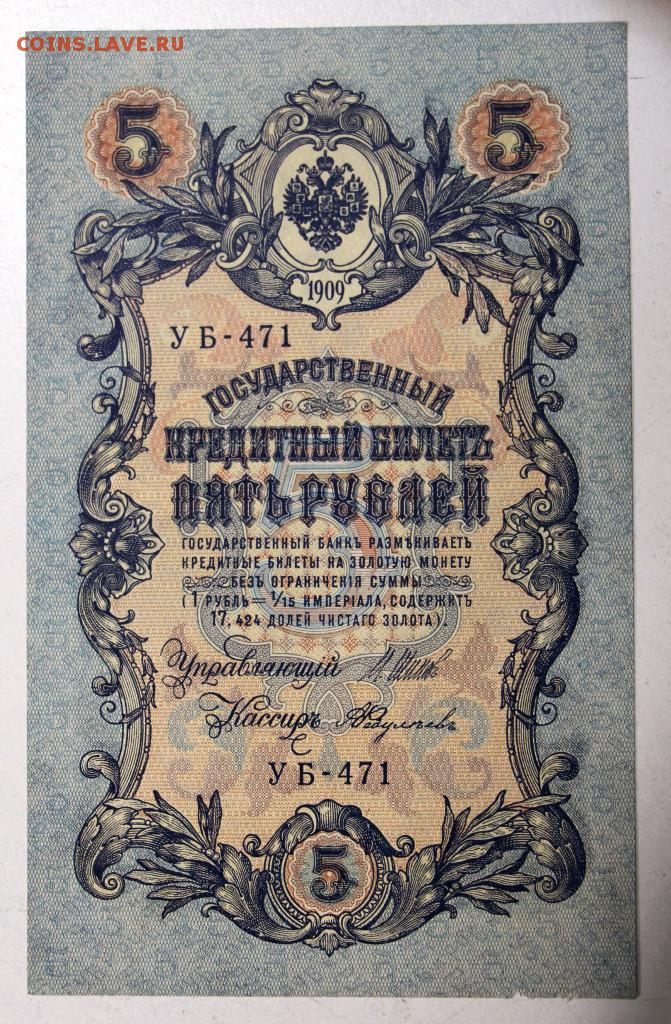 COINS.LAVE.RU
5 5
1909
УБ-471
ГОСУДАРСТВЕННЫЙ
КРЕДИТНЫЙ БИЛЕТЪ
ПЯТЬ РУБЛЕЙ
ГОСУДАРСТВЕННЫЙ БАНКЪ РАЗМѢНИВАЕТЪ
КРЕДИТНЫЕ БИЛЕТЫ НА ЗОЛОТУЮ МОНЕТУ
БЕЗЪ ОГРАНИЧЕНІЯ СУММЫ
(1 РУБЛЬ = 1/15 ИМПЕРІАЛА, СОДЕРЖИТЪ
17,424 ДОЛЕЙ ЧИСТАГО ЗОЛОТА).
Управляющій
Кассиръ
УБ-471
5